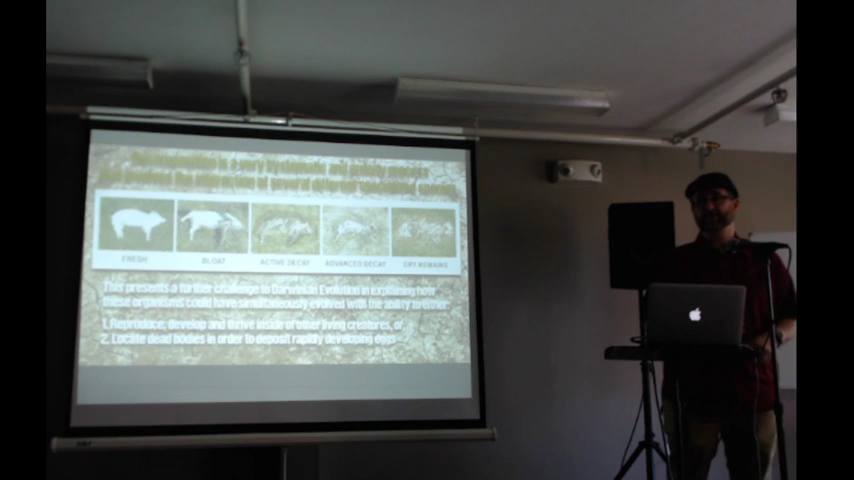 FRESH BLOAT ACTIVE DECAY ADVANCED DECAY DRY REMAINS
This presents a further challenge to Darwinian Evolution in explaining how
these organisms could have simultaneously evolved with the ability to either:
1. Reproduce, develop and thrive inside of other living creatures, or
2. Locate dead bodies in order to deposit rapidly developing eggs